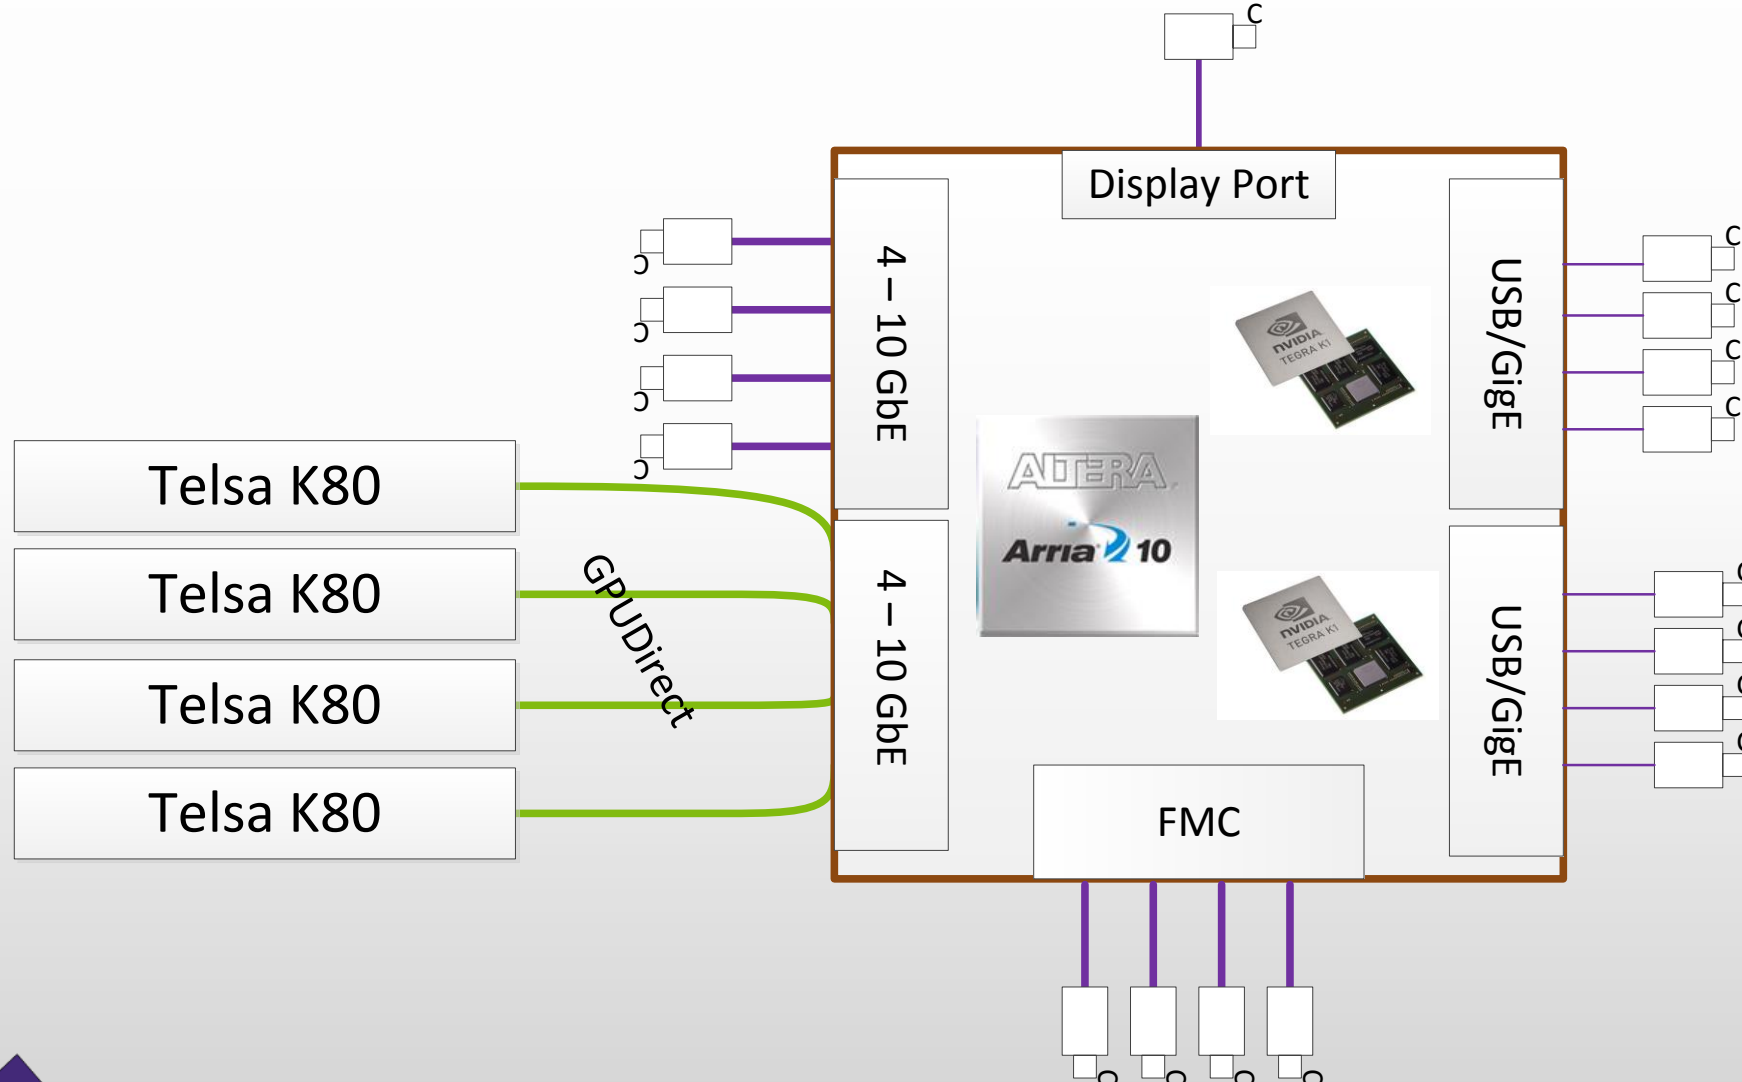 C
Display Port
C
C
C
C
4 – 10 GbE
USB/GigE
C
C
C
C
NVIDIA
TEGRA K1
ALTERA
Arria 10
Telsa K80
Telsa K80
Telsa K80
Telsa K80
GPUDirect
4 – 10 GbE
NVIDIA
TEGRA K1
USB/GigE
C
C
C
C
FMC
C
C
C
C